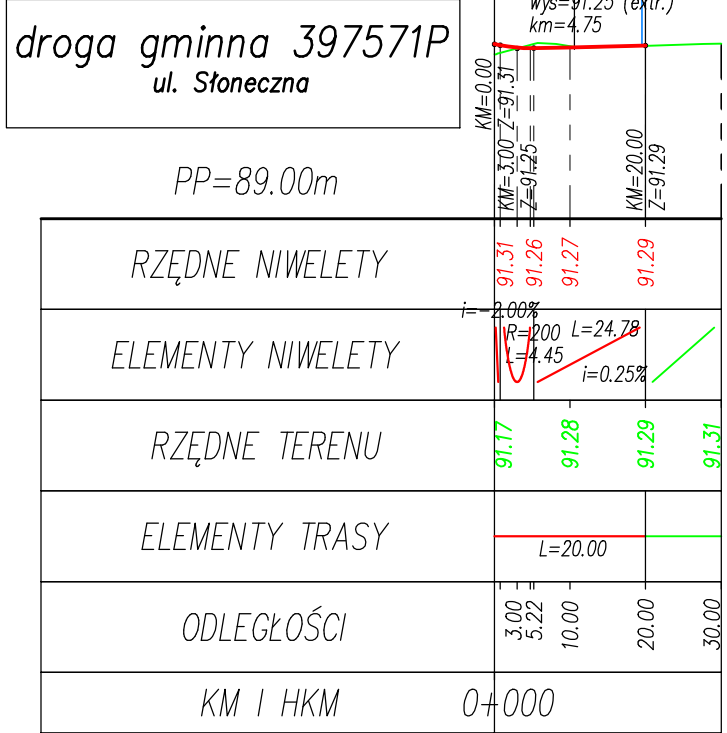 wys=91.25 (extr.)
km=4.75
droga gminna 397571P
ul. Słoneczna
KM=0.00
Z=91.31
KM=3.00
Z=91.25
KM=20.00
Z=91.29
PP=89.00m
RZĘDNE NIWELETY
91.31
91.26
91.27
91.29
ELEMENTY NIWELETY
i=-2.00%
R=200
L=4.45
L=24.78
i=0.25%
RZĘDNE TERENU
91.17
91.28
91.29
91.31
ELEMENTY TRASY
L=20.00
ODLEGŁOŚCI
3.00
5.22
10.00
20.00
30.00
KM I HKM
0+000